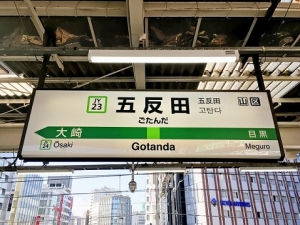 JY
23
五反田
ごたんだ
五反田
고탄다
山 区
大崎
目黒
JY
24
Ōsaki
Gotanda
Meguro